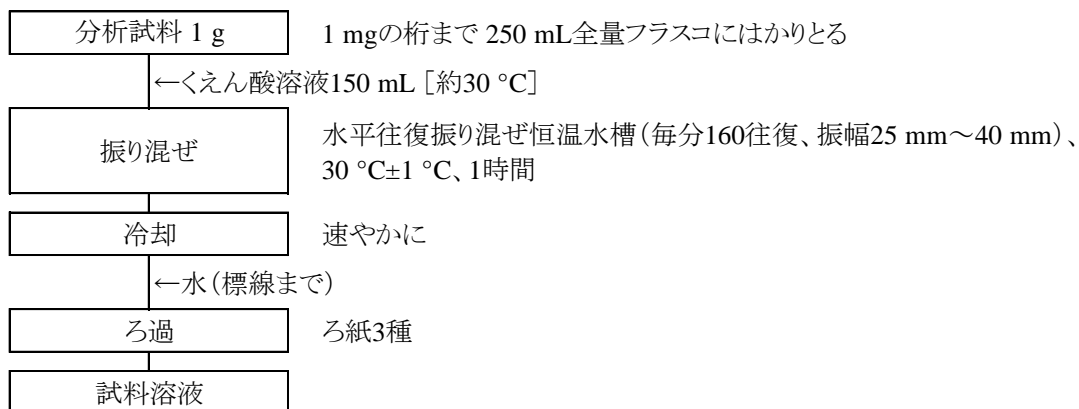 分析試料 1 g 1 mgの桁まで 250 mL全量フラスコにはかりとる
←くえん酸溶液150 mL [約30 °C]
振り混ぜ 水平往復振り混ぜ恒温水槽(毎分160往復、振幅25 mm～40 mm)、
30 °C±1 °C、1時間
冷却 速やかに
←水(標線まで)
ろ過 ろ紙3種
試料溶液